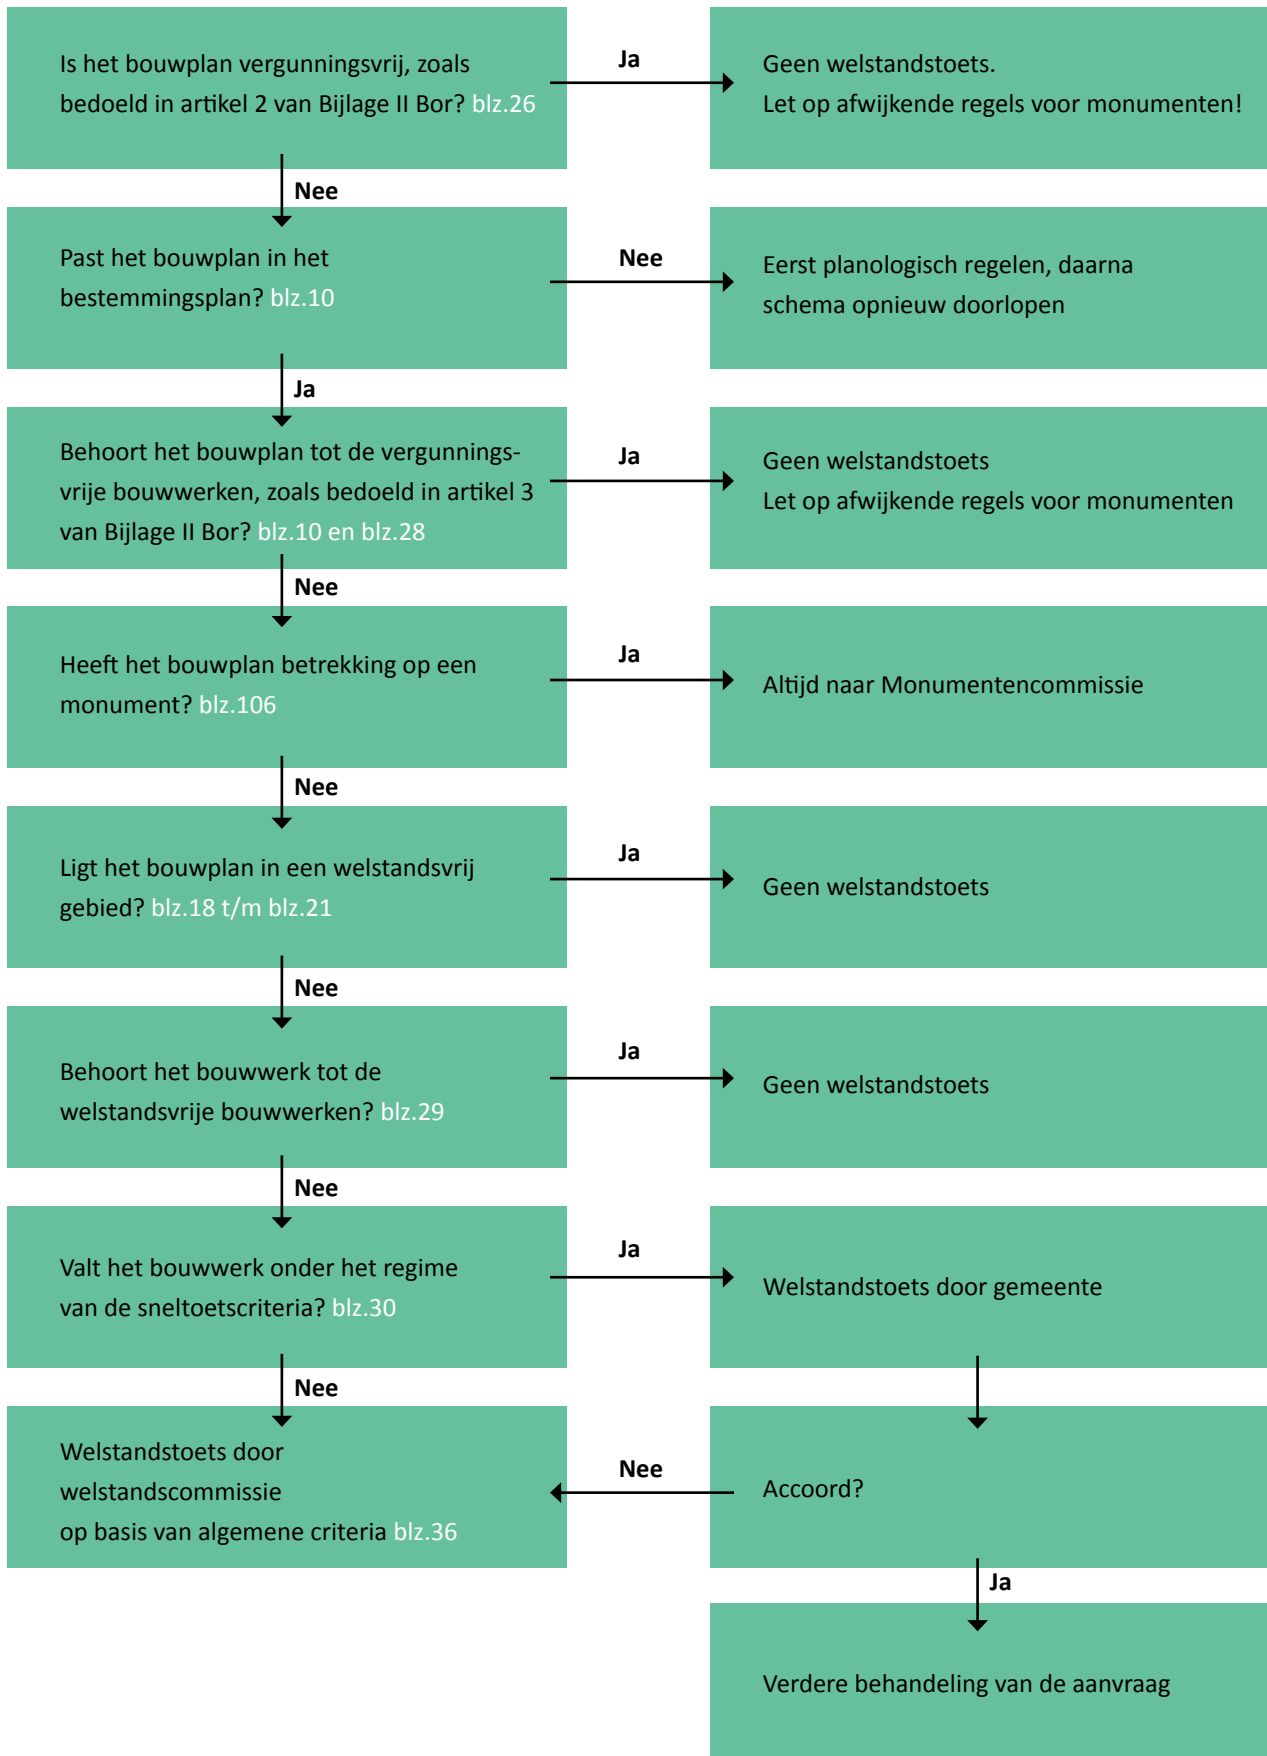 Is het bouwplan vergunningsvrij, zoals
bedoeld in artikel 2 van Bijlage II Bor? blz.26
Ja
Geen welstandstoets.
Let op afwijkende regels voor monumenten!
Nee
Past het bouwplan in het
bestemmingsplan? blz.10
Nee
Eerst planologisch regelen, daarna
schema opnieuw doorlopen
Ja
Behoort het bouwplan tot de vergunnings-
vrije bouwwerken, zoals bedoeld in artikel 3
van Bijlage II Bor? blz.10 en blz.28
Ja
Geen welstandstoets
Let op afwijkende regels voor monumenten
Nee
Heeft het bouwplan betrekking op een
monument? blz.106
Ja
Altijd naar Monumentencommissie
Nee
Ligt het bouwplan in een welstandsvrij
gebied? blz.18 t/m blz.21
Ja
Geen welstandstoets
Nee
Behoort het bouwwerk tot de
welstandsvrije bouwwerken? blz.29
Ja
Geen welstandstoets
Nee
Valt het bouwwerk onder het regime
van de sneltoetscriteria? blz.30
Ja
Welstandstoets door gemeente
Nee
Welstandstoets door
welstandscommissie
op basis van algemene criteria blz.36
Nee
Accoord?
Ja
Verdere behandeling van de aanvraag